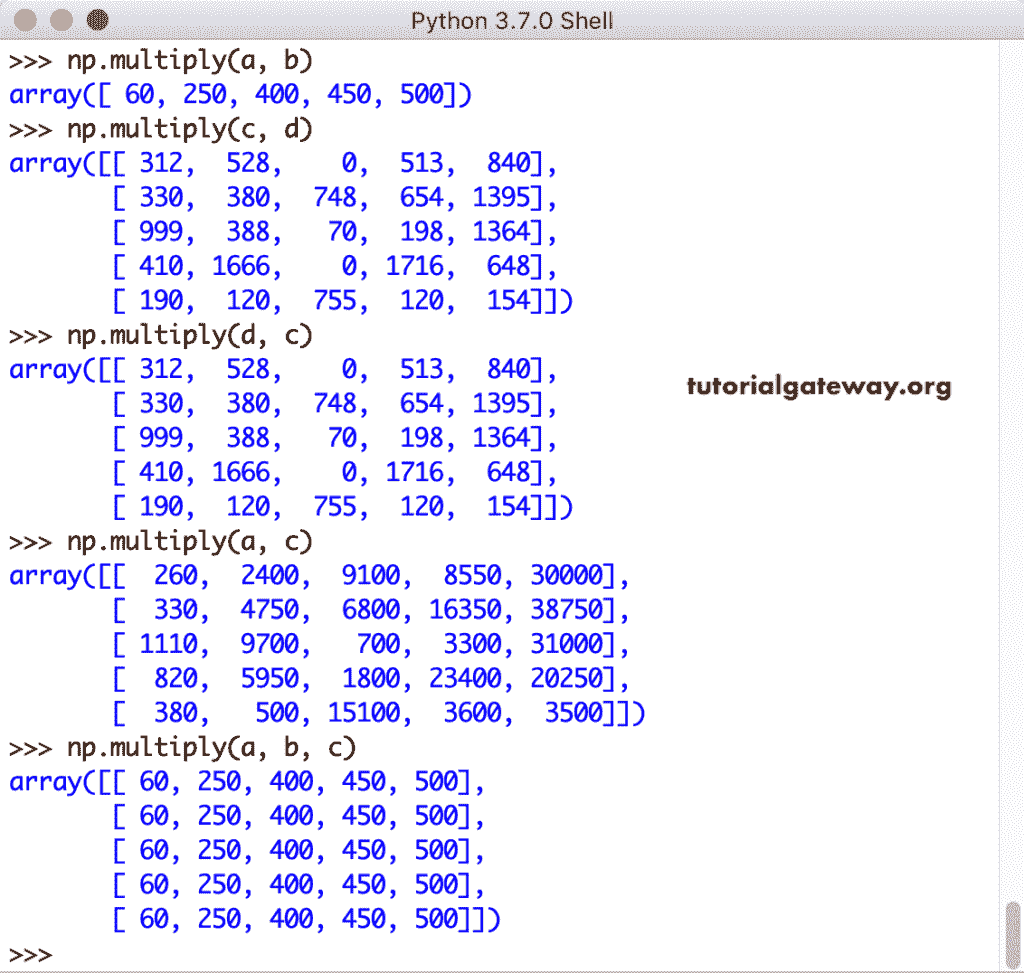 Python 3.7.0 Shell
>>> np.multiply(a, b)
array([ 60, 250, 400, 450, 500])
>>> np.multiply(c, d)
array([[ 312,  528,    0,  513,  840],
       [ 330,  380,  748,  654, 1395],
       [ 999,  388,   70,  198, 1364],
       [ 410, 1666,    0, 1716,  648],
       [ 190,  120,  755,  120,  154]])
>>> np.multiply(d, c)
array([[ 312,  528,    0,  513,  840],
tutorialgateway.org
       [ 330,  380,  748,  654, 1395],
       [ 999,  388,   70,  198, 1364],
       [ 410, 1666,    0, 1716,  648],
       [ 190,  120,  755,  120,  154]])
>>> np.multiply(a, c)
array([[  260,  2400,  9100,  8550, 30000],
       [  330,  4750,  6800, 16350, 38750],
       [ 1110,  9700,   700,  3300, 31000],
       [  820,  5950,  1800, 23400, 20250],
       [  380,   500, 15100,  3600,  3500]])
>>> np.multiply(a, b, c)
array([[ 60, 250, 400, 450, 500],
       [ 60, 250, 400, 450, 500],
       [ 60, 250, 400, 450, 500],
       [ 60, 250, 400, 450, 500],
       [ 60, 250, 400, 450, 500]])
>>>